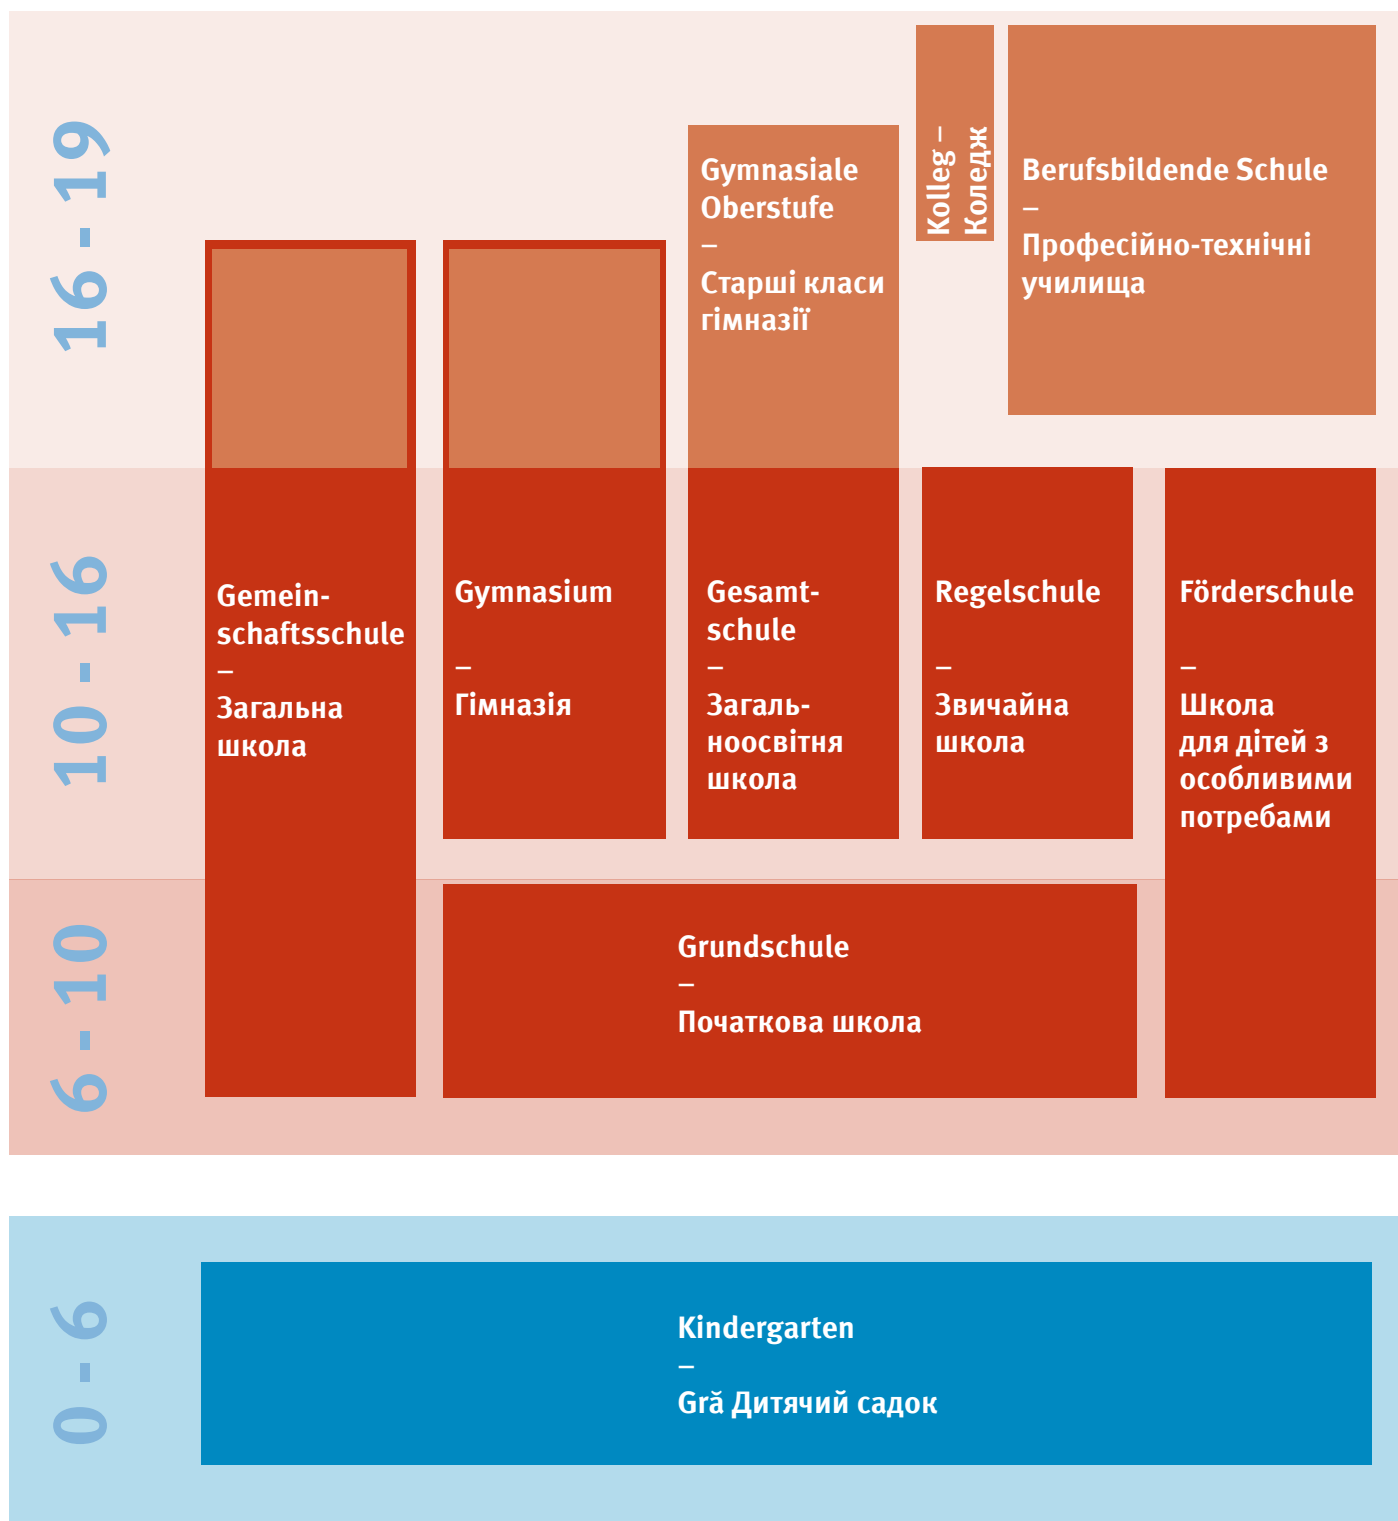 16 - 19
Gymnasiale
Oberstufe
–
Старші класи
гімназії
Kolleg –
Коледж
Berufsbildende Schule
–
Професійно-технічні
училища
10 - 16
Gemein-
schaftsschule
–
Загальна
школа
Gymnasium
–
Гімназія
Gesamt-
schule
–
Загаль-
ноосвітня
школа
Regelschule
–
Звичайна
школа
Förderschule
–
Школа
для дітей з
особливими
потребами
6 - 10
Grundschule
–
Початкова школа
0 - 6
Kindergarten
–
Gră Дитячий садок